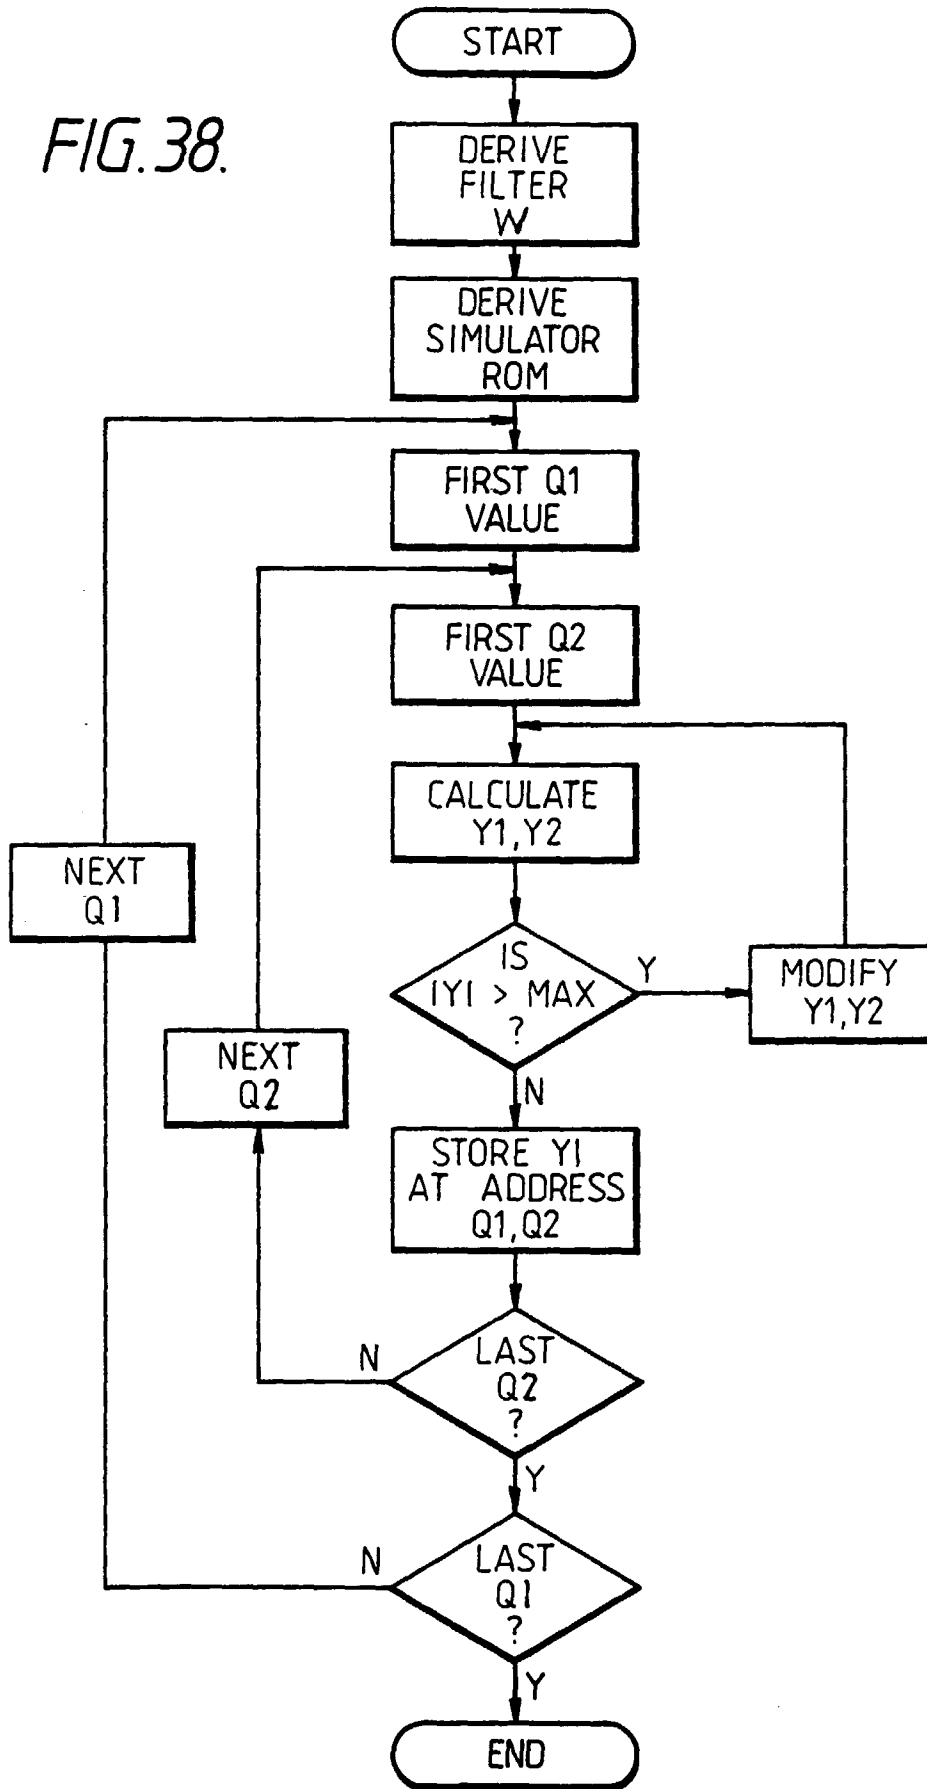 FIG. 38.
START
DERIVE
FILTER
W
DERIVE
SIMULATOR
ROM
FIRST Q1
VALUE
FIRST Q2
VALUE
CALCULATE
Y1,Y2
NEXT
Q1
IS
|Y| > MAX
?
Y
MODIFY
Y1,Y2
NEXT
Q2
N
STORE Y1
AT ADDRESS
Q1,Q2
LAST
Q2
?
N
Y
LAST
Q1
?
N
Y
END